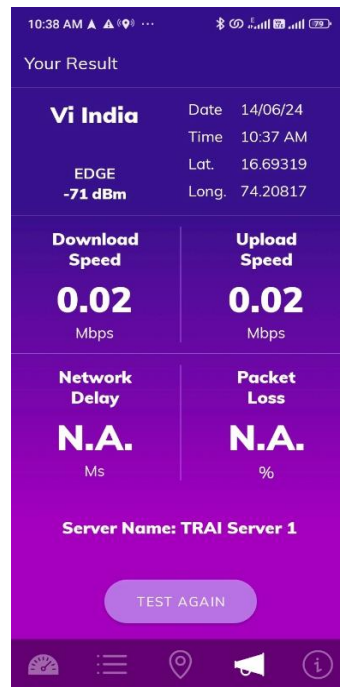 10:38 AM
79
Your Result
Vi India
Date 14/06/24
Time 10:37 AM
Lat. 16.69319
Long. 74.20817
EDGE
-71 dBm
Download
Speed
0.02
Mbps
Upload
Speed
0.02
Mbps
Network
Delay
N.A.
Ms
Packet
Loss
N.A.
%
Server Name: TRAI Server 1
TEST AGAIN